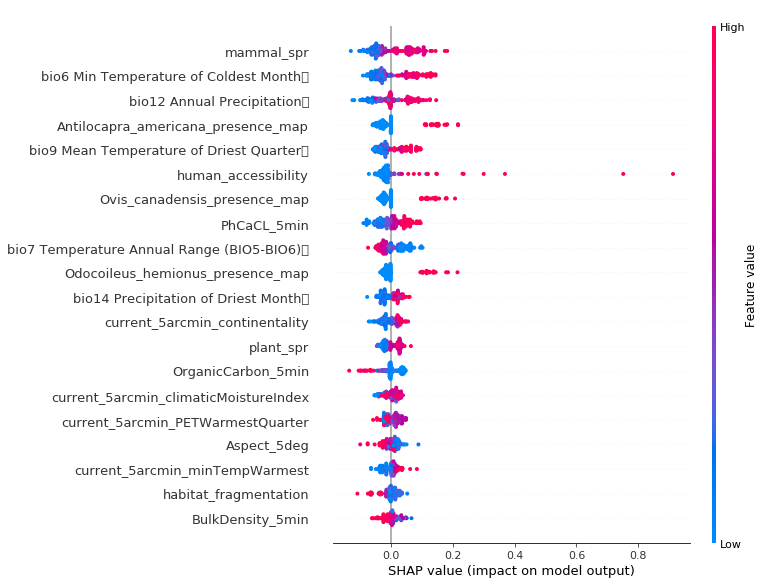 High
mammal_spr
bio6 Min Temperature of Coldest Month
bio12 Annual Precipitation
Antilocapra_americana_presence_map
bio9 Mean Temperature of Driest Quarter
human_accessibility
Ovis_canadensis_presence_map
PhCaCL_5min
bio7 Temperature Annual Range (BIO5-BIO6)
Odocoileus_hemionus_presence_map
bio14 Precipitation of Driest Month
current_5arcmin_continentality
plant_spr
OrganicCarbon_5min
current_5arcmin_climaticMoistureIndex
current_5arcmin_PETWarmestQuarter
Aspect_5deg
current_5arcmin_minTempWarmest
habitat_fragmentation
BulkDensity_5min
Feature value
Low
0.0 0.2 0.4 0.6 0.8
SHAP value (impact on model output)